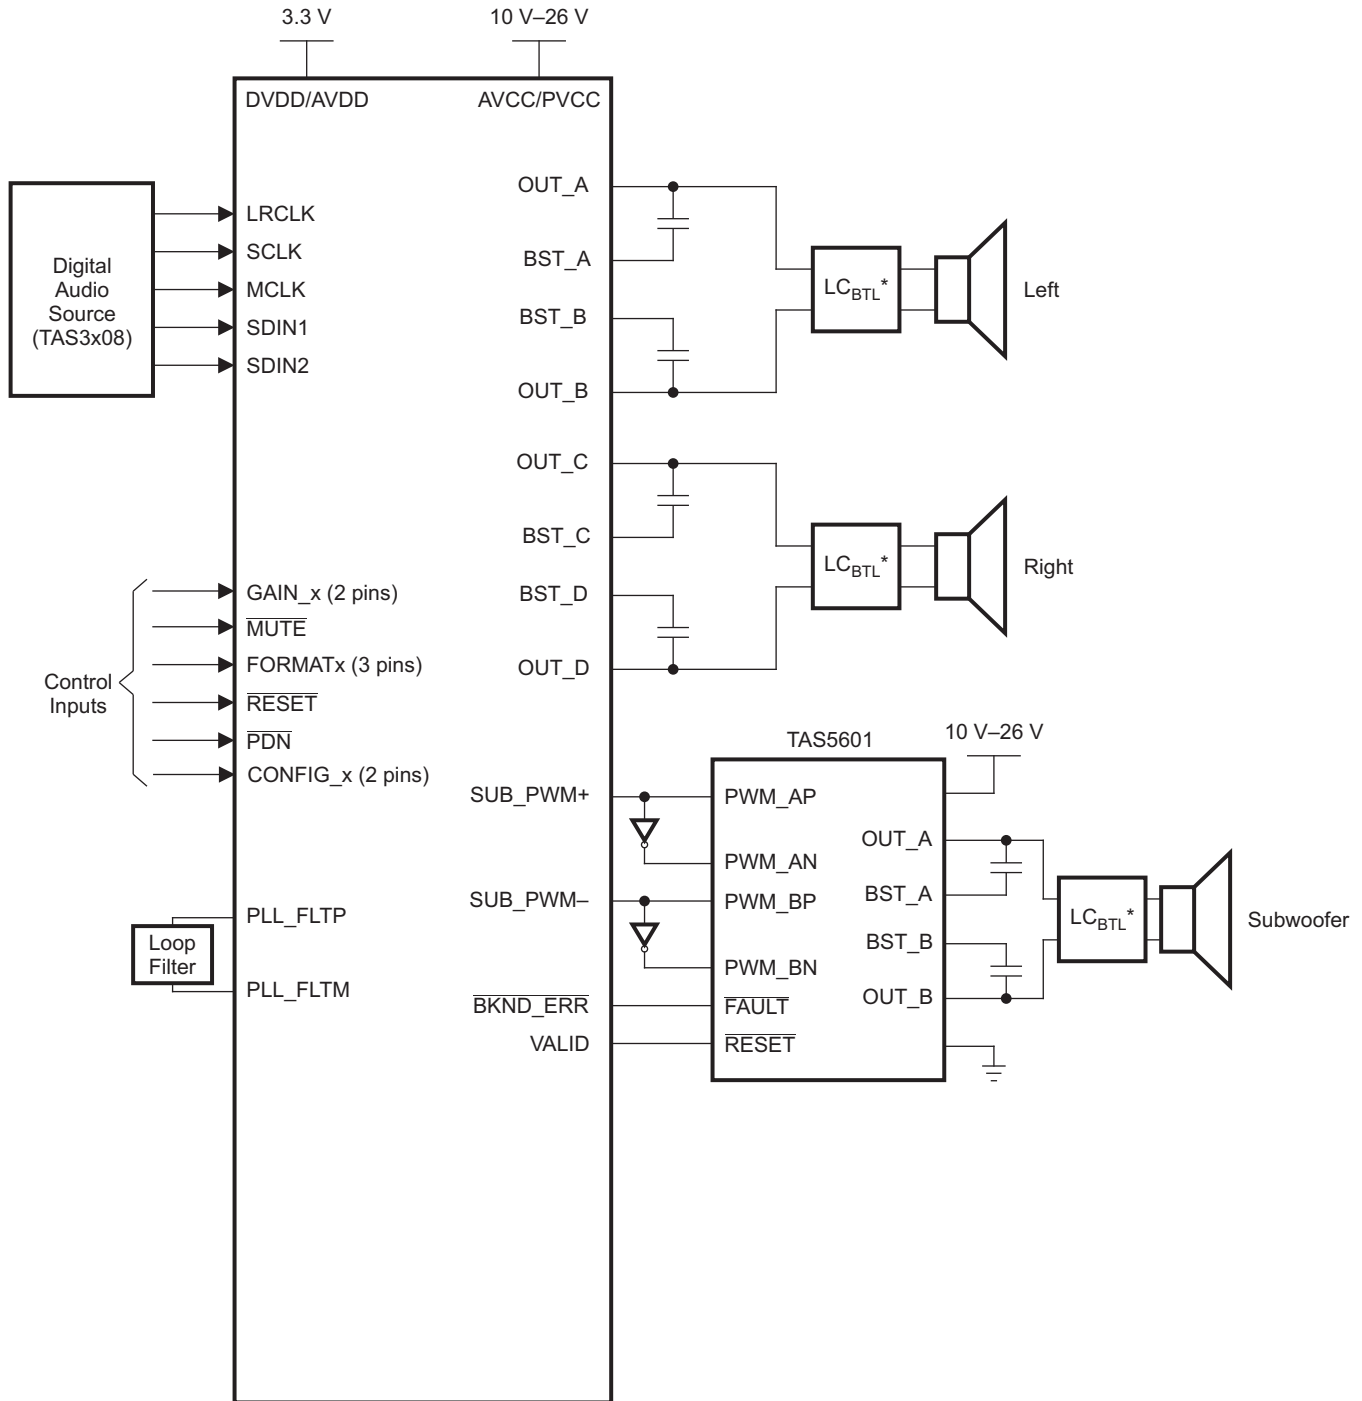 3.3 V
10 V–26 V
DVDD/AVDD
AVCC/PVCC
Digital
Audio
Source
(TAS3x08)
LRCLK
SCLK
MCLK
SDIN1
SDIN2
OUT_A
BST_A
BST_B
OUT_B
LCBTL*
Left
OUT_C
BST_C
BST_D
OUT_D
LCBTL*
Right
Control
Inputs
GAIN_x (2 pins)
MUTE
FORMATx (3 pins)
RESET
PDN
CONFIG_x (2 pins)
Loop
Filter
PLL_FLTP
PLL_FLTM
SUB_PWM+
SUB_PWM–
BKND_ERR
VALID
TAS5601
10 V–26 V
PWM_AP
PWM_AN
PWM_BP
PWM_BN
FAULT
RESET
OUT_A
BST_A
BST_B
OUT_B
LCBTL*
Subwoofer